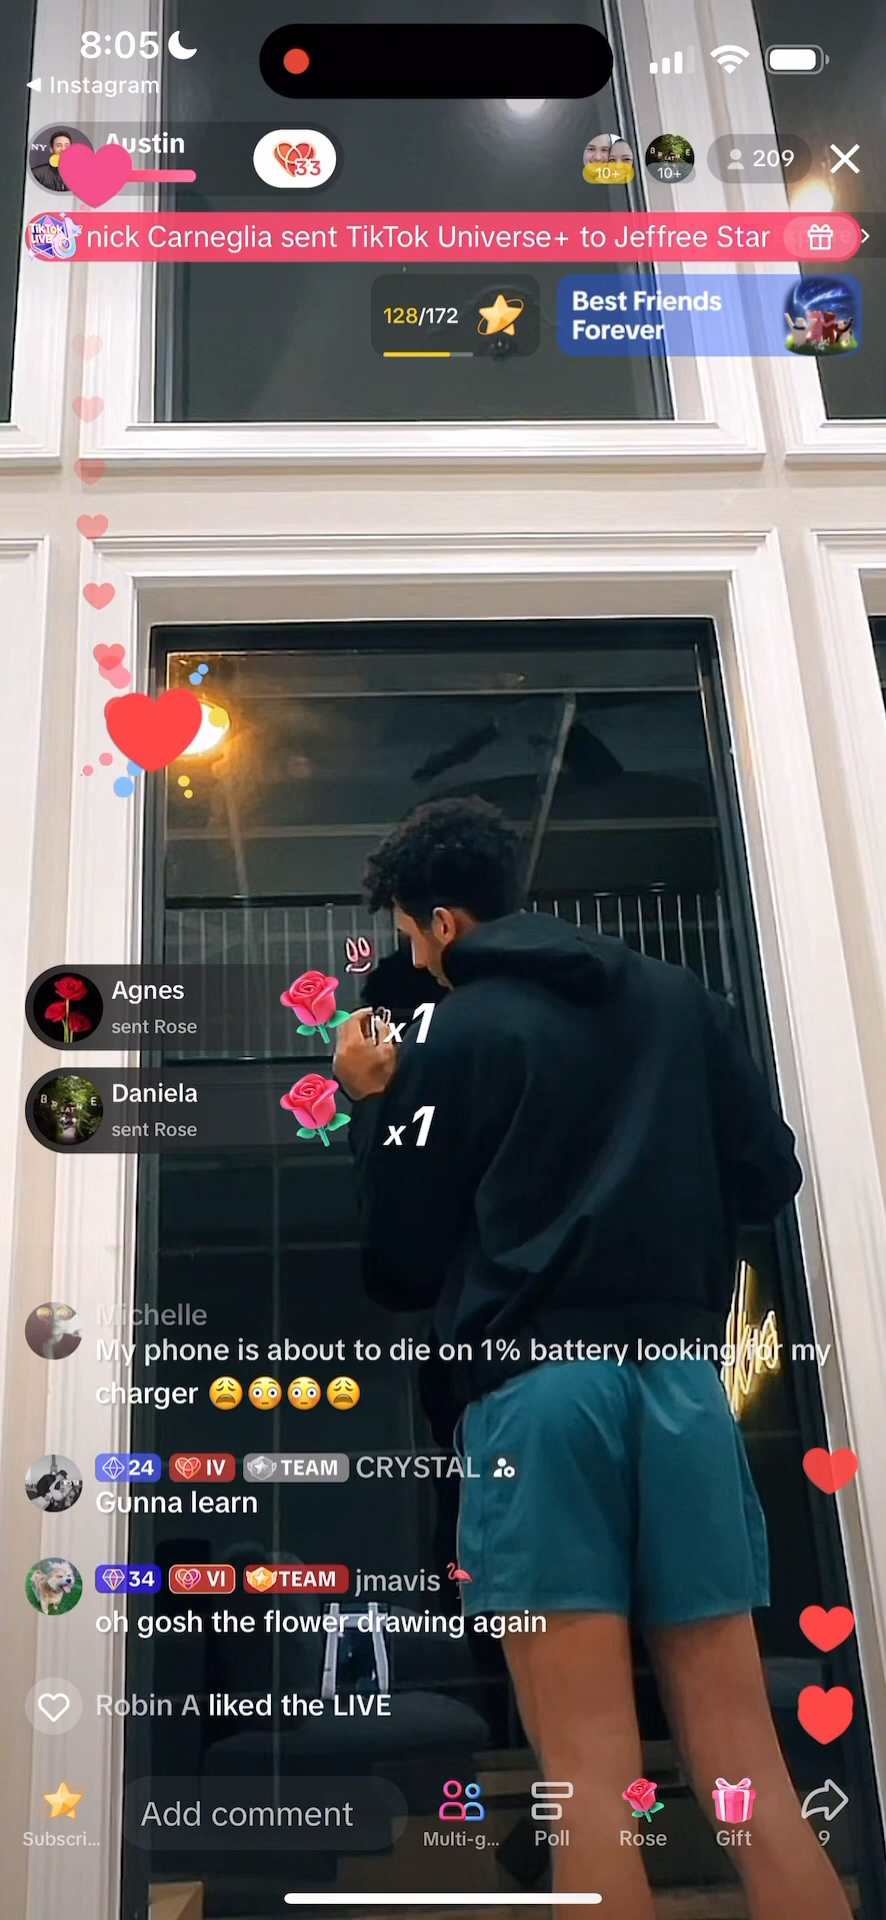 8:05
Instagram
NY
Austin
33
10+
10+
209
TikTok LIVE
nick Carneglia sent TikTok Universe+ to Jeffree Star
128/172
Best Friends
Forever
Agnes
sent Rose
x1
Daniela
sent Rose
x1
Michelle
My phone is about to die on 1% battery looking for my
charger 😩😳😳😩
24 IV TEAM CRYSTAL
Gunna learn
34 VI TEAM jmavis🦩
oh gosh the flower drawing again
Robin A liked the LIVE
Subscri...
Add comment
Multi-g...
Poll
Rose
Gift
9